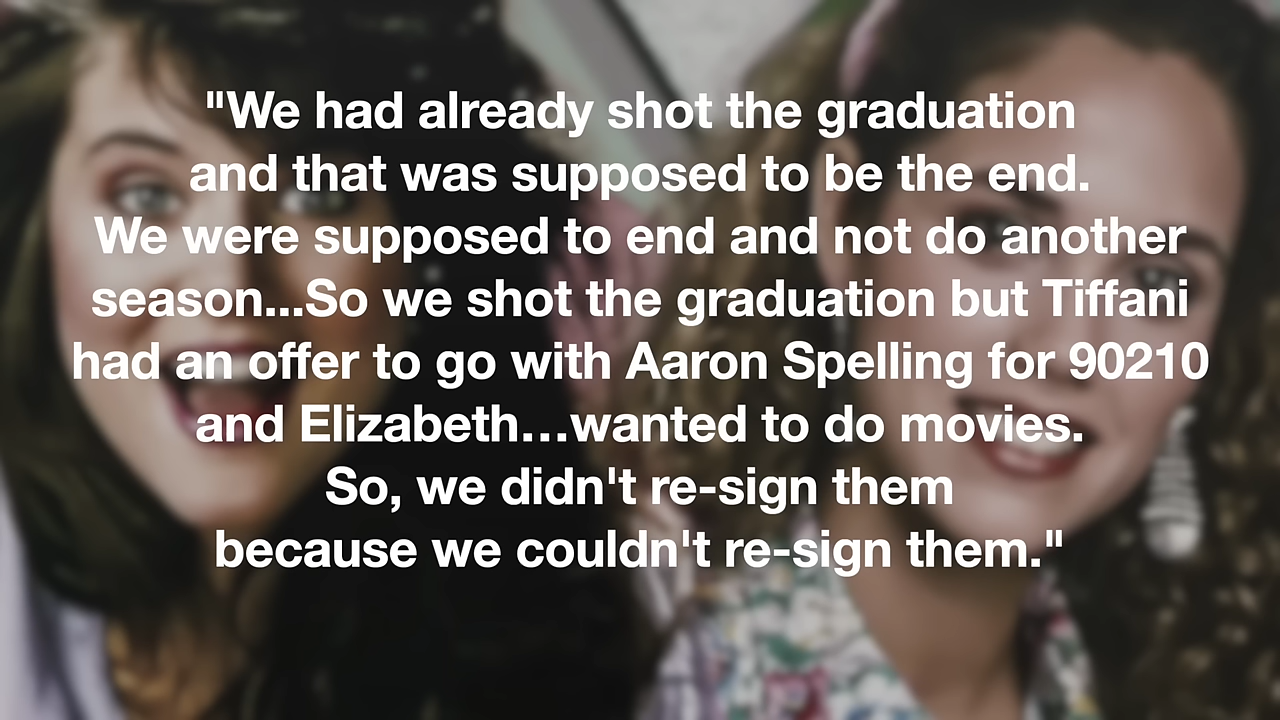 "We had already shot the graduation
and that was supposed to be the end.
We were supposed to end and not do another
season...So we shot the graduation but Tiffani
had an offer to go with Aaron Spelling for 90210
and Elizabeth…wanted to do movies.
So, we didn't re-sign them
because we couldn't re-sign them."